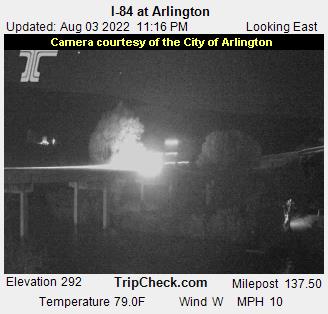 I-84 at Arlington
Updated: Aug 03 2022 11:16 PM Looking East
Camera courtesy of the City of Arlington
Elevation 292 TripCheck.com Milepost 137.50
Temperature 79.0F Wind W MPH 10